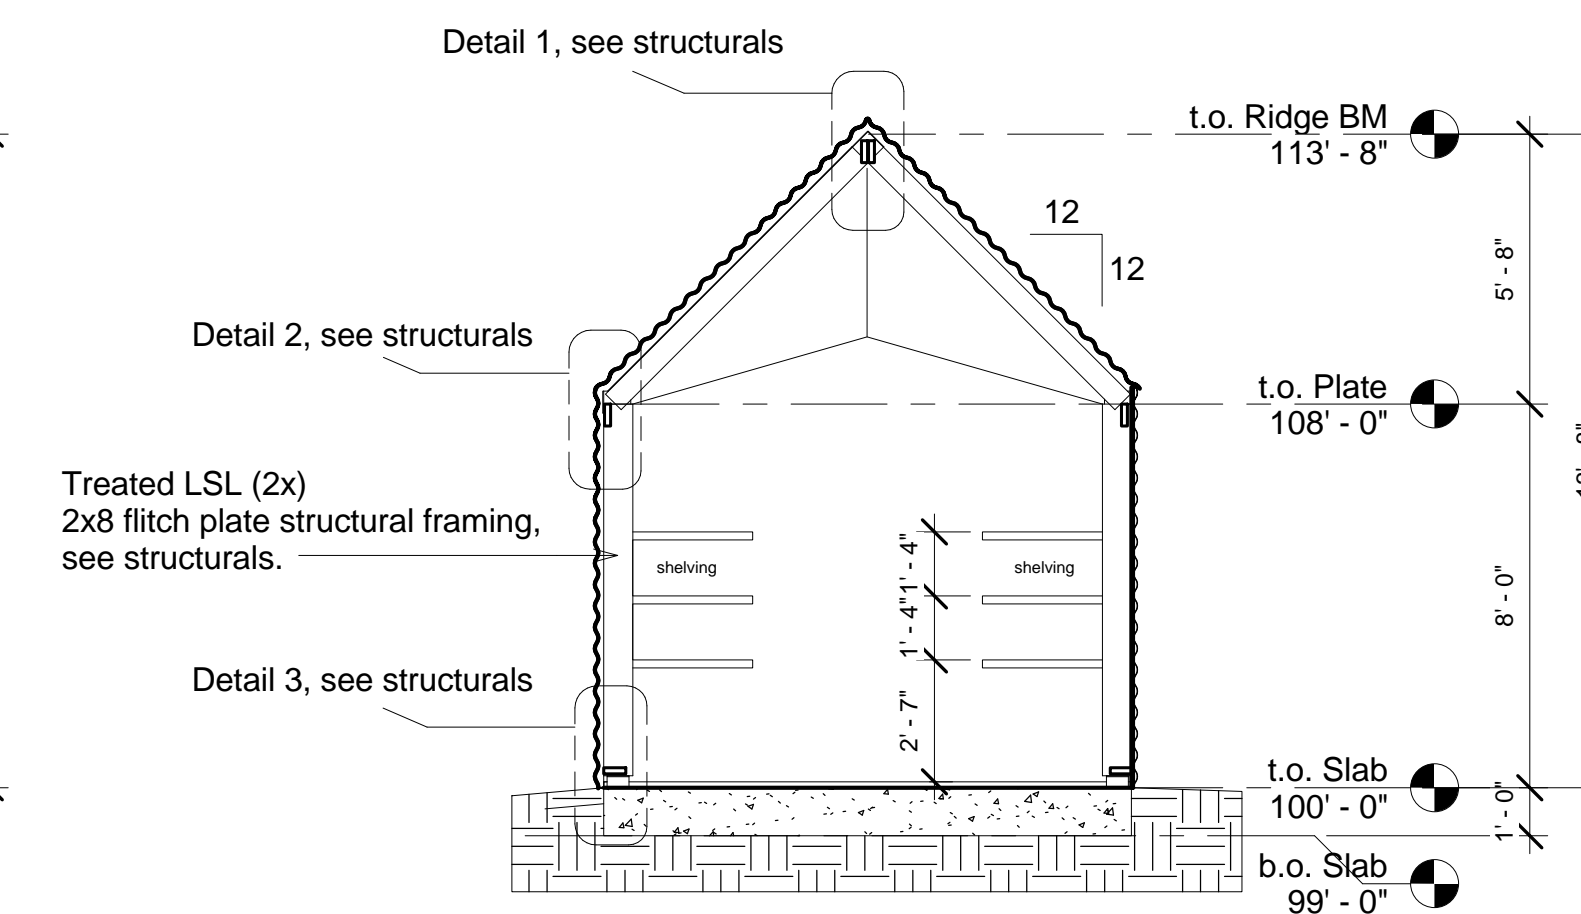 Detail 1, see structurals
t.o. Ridge BM
113' - 8"
12
12
5' - 8"
Detail 2, see structurals
t.o. Plate
108' - 0"
Treated LSL (2x)
2x8 flitch plate structural framing,
see structurals.
shelving
shelving
1' - 4"
1' - 4"
2' - 7"
8' - 0"
Detail 3, see structurals
t.o. Slab
100' - 0"
1' - 0"
b.o. Slab
99' - 0"